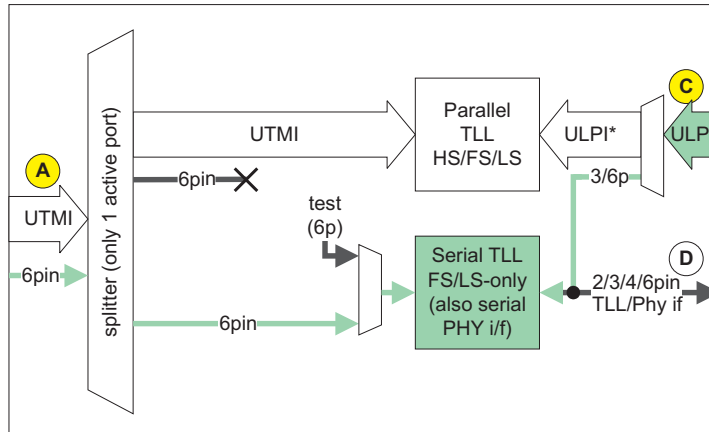 A
UTMI
6pin
splitter (only 1 active port)
UTMI
6pin
test
(6p)
6pin
Parallel
TLL
HS/FS/LS
Serial TLL
FS/LS-only
(also serial
PHY i/f)
ULPI*
C
ULP
3/6p
D
2/3/4/6pin
TLL/Phy if